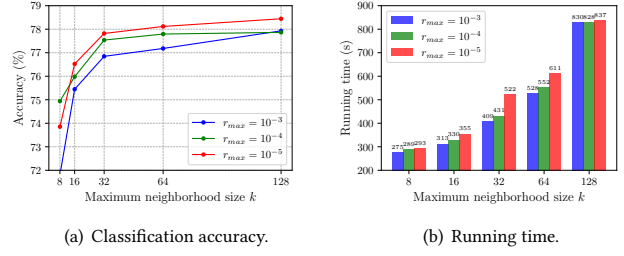 79
78
77
76
75
74
73
72
Accuracy (%)
8 16 32 64 128
Maximum neighborhood size k
r_max = 10^-3
r_max = 10^-4
r_max = 10^-5
(a) Classification accuracy.
900
800
700
600
500
400
300
200
Running time (s)
r_max = 10^-3
r_max = 10^-4
r_max = 10^-5
275 289 293
313 330 355
409 431 522
528 552 611
830 828 837
8 16 32 64 128
Maximum neighborhood size k
(b) Running time.